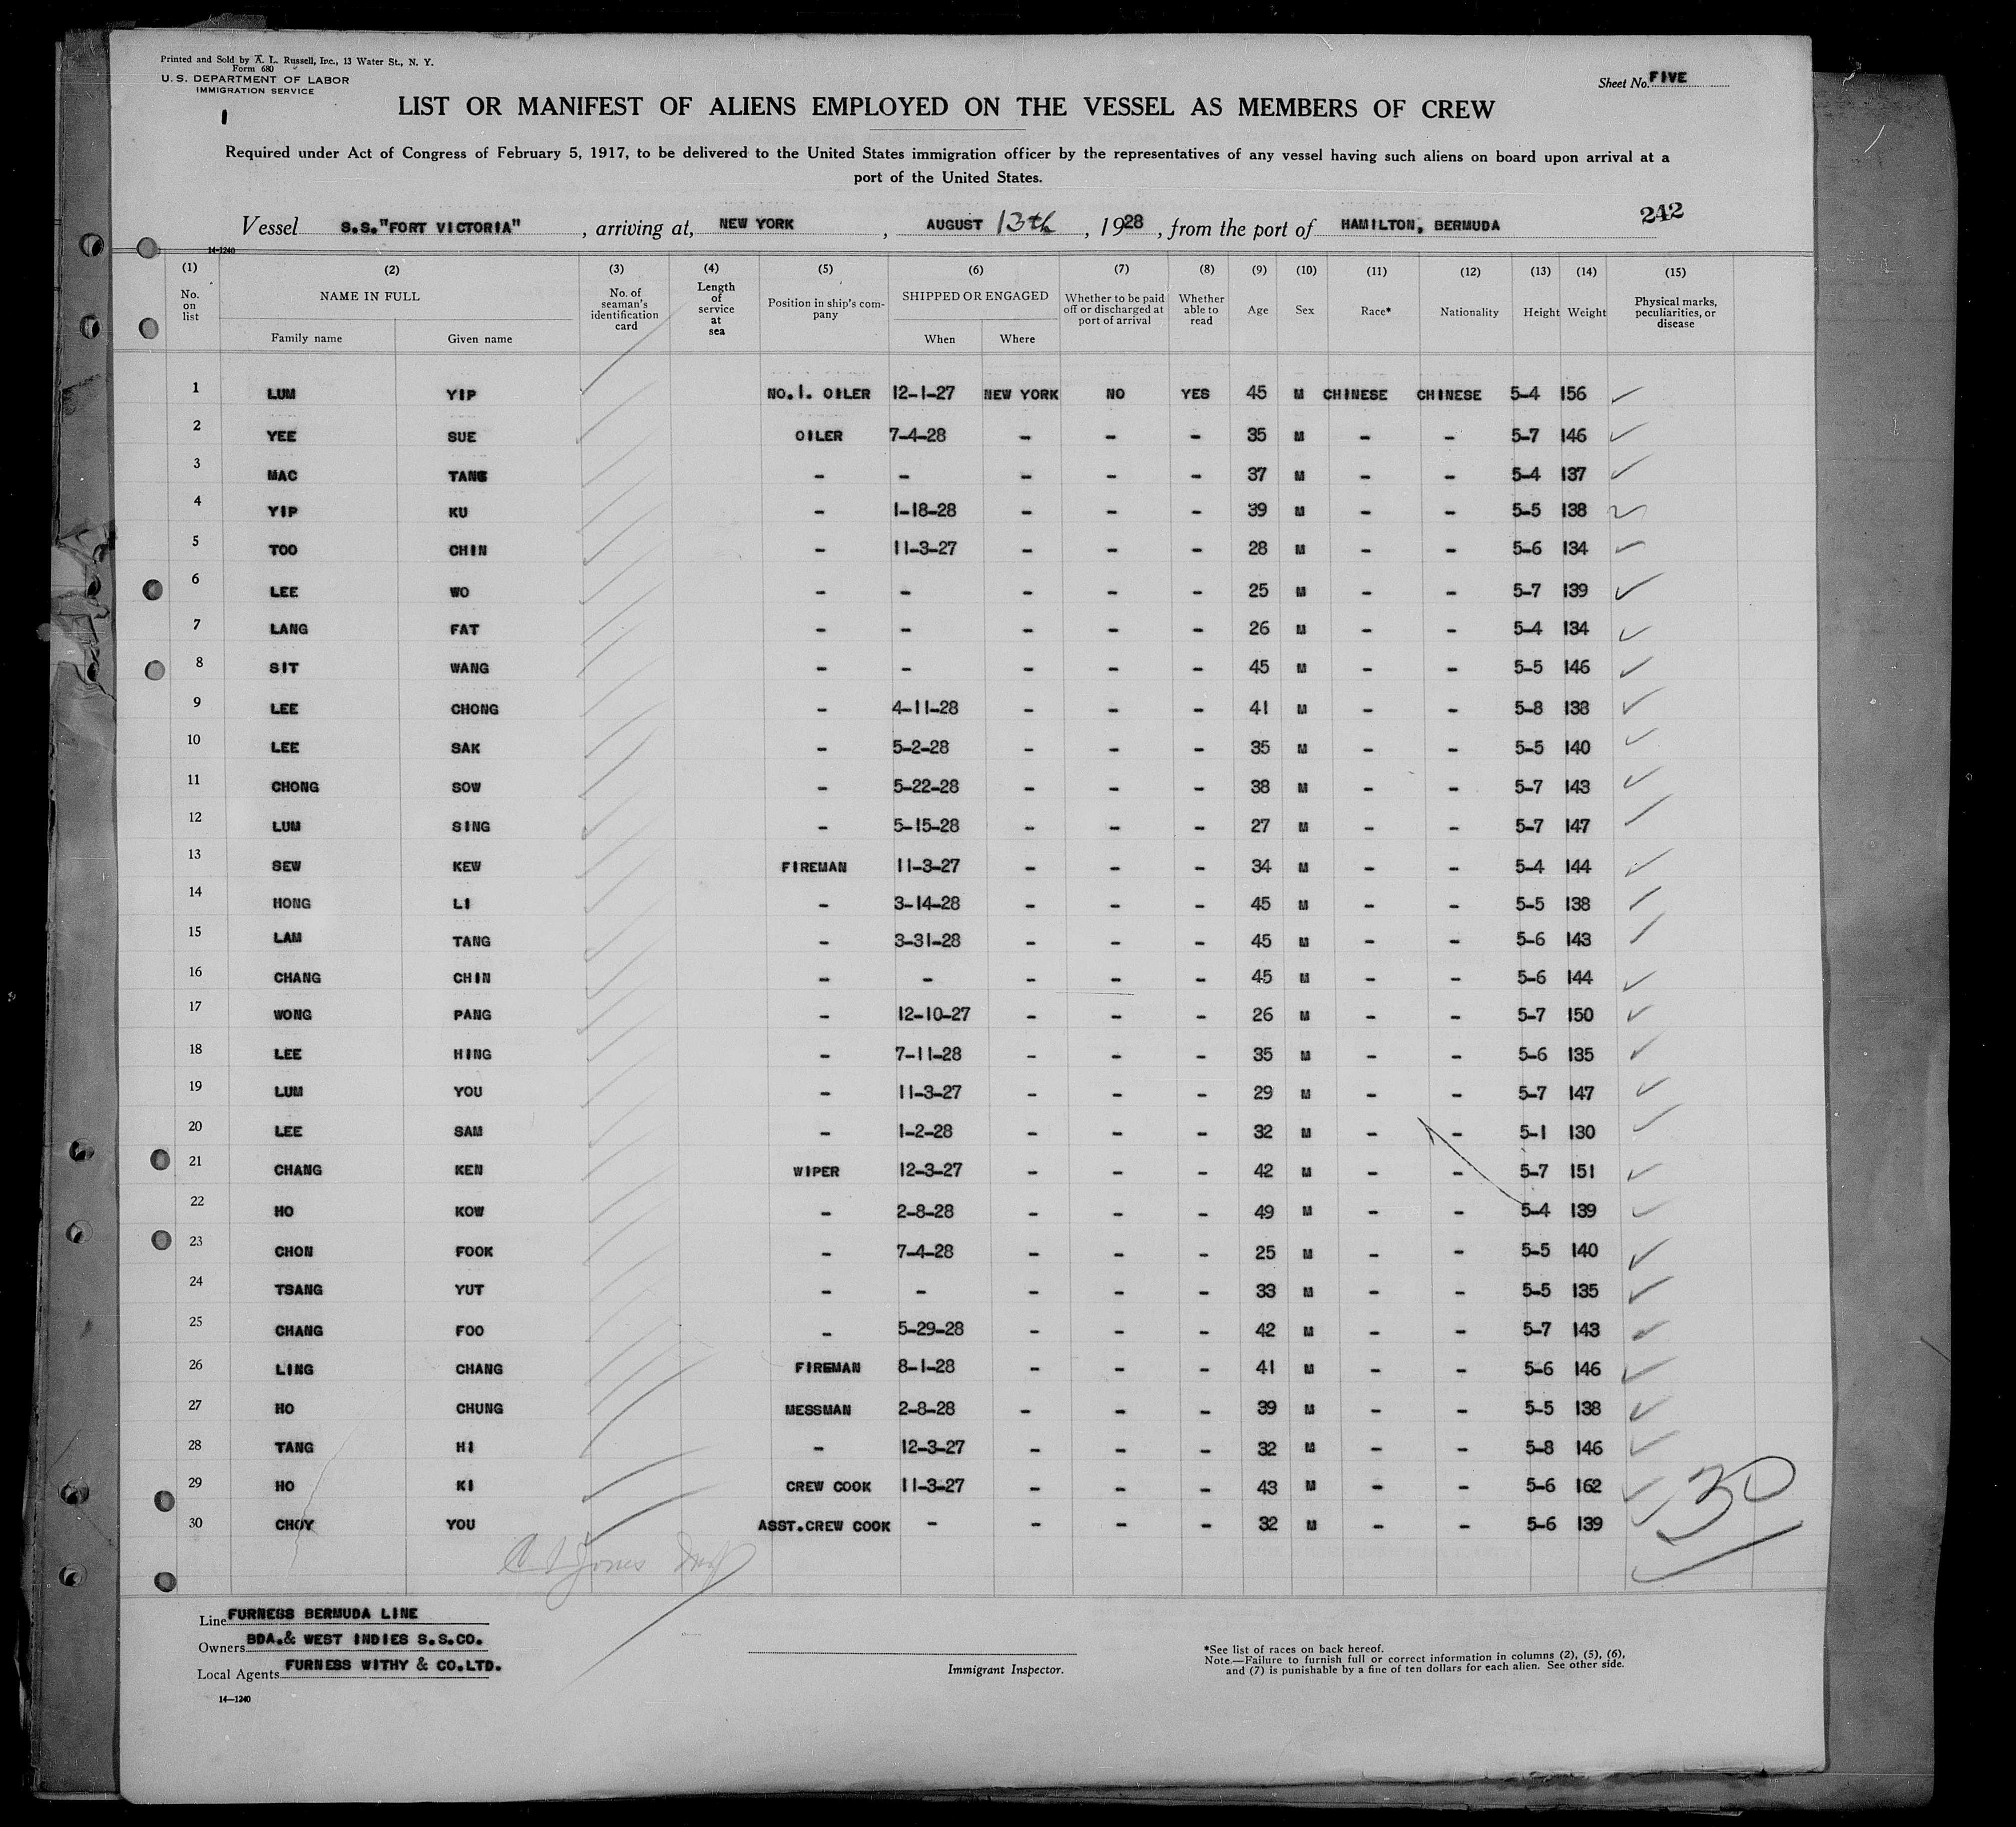 Printed and Sold by A. L. Russell, Inc., 13 Water St., N. Y.
Form 680
U. S. DEPARTMENT OF LABOR
IMMIGRATION SERVICE
Sheet No. FIVE
LIST OR MANIFEST OF ALIENS EMPLOYED ON THE VESSEL AS MEMBERS OF CREW
Required under Act of Congress of February 5, 1917, to be delivered to the United States immigration officer by the representatives of any vessel having such aliens on board upon arrival at a
port of the United States.
242
Vessel S.S."FORT VICTORIA" , arriving at, NEW YORK , AUGUST 13th , 1928 , from the port of HAMILTON, BERMUDA
14-1240
(1) (2) (3) (4) (5) (6) (7) (8) (9) (10) (11) (12) (13) (14) (15)
No. on list NAME IN FULL Family name Given name No. of seaman's identification card Length of service at sea Position in ship's company SHIPPED OR ENGAGED When Where Whether to be paid off or discharged at port of arrival Whether able to read Age Sex Race* Nationality Height Weight Physical marks, peculiarities, or disease
1 LUM YIP NO.1. OILER 12-1-27 NEW YORK NO YES 45 M CHINESE CHINESE 5-4 156
2 YEE SUE OILER 7-4-28 - - - 35 M - - 5-7 146
3 MAC TANG - - - - - 37 M - - 5-4 137
4 YIP KU - 1-18-28 - - - 39 M - - 5-5 138
5 TOO CHIN - 11-3-27 - - - 28 M - - 5-6 134
6 LEE WO - - - - - 25 M - - 5-7 139
7 LANG FAT - - - - - 26 M - - 5-4 134
8 SIT WANG - - - - - 45 M - - 5-5 146
9 LEE CHONG - 4-11-28 - - - 41 M - - 5-8 138
10 LEE SAK - 5-2-28 - - - 35 M - - 5-5 140
11 CHONG SOW - 5-22-28 - - - 38 M - - 5-7 143
12 LUM SING - 5-15-28 - - - 27 M - - 5-7 147
13 SEW KEW FIREMAN 11-3-27 - - - 34 M - - 5-4 144
14 HONG LI - 3-14-28 - - - 45 M - - 5-5 138
15 LAM TANG - 3-31-28 - - - 45 M - - 5-6 143
16 CHANG CHIN - - - - - 45 M - - 5-6 144
17 WONG PANG - 12-10-27 - - - 26 M - - 5-7 150
18 LEE HING - 7-11-28 - - - 35 M - - 5-6 135
19 LUM YOU - 11-3-27 - - - 29 M - - 5-7 147
20 LEE SAM - 1-2-28 - - - 32 M - - 5-1 130
21 CHANG KEN WIPER 12-3-27 - - - 42 M - - 5-7 151
22 HO KOW - 2-8-28 - - - 49 M - - 5-4 139
23 CHON FOOK - 7-4-28 - - - 25 M - - 5-5 140
24 TSANG YUT - - - - - 33 M - - 5-5 135
25 CHANG FOO - 5-29-28 - - - 42 M - - 5-7 143
26 LING CHANG FIREMAN 8-1-28 - - - 41 M - - 5-6 146
27 HO CHUNG MESSMAN 2-8-28 - - - 39 M - - 5-5 138
28 TANG HI - 12-3-27 - - - 32 M - - 5-8 146
29 HO KI CREW COOK 11-3-27 - - - 43 M - - 5-6 162
30 CHOY YOU ASST.CREW COOK - - - - 32 M - - 5-6 139
30
Jones
Line FURNESS BERMUDA LINE
Owners BDA.& WEST INDIES S.S.CO.
Local Agents FURNESS WITHY & CO.LTD.
Immigrant Inspector.
*See list of races on back hereof.
Note.—Failure to furnish full or correct information in columns (2), (5), (6),
and (7) is punishable by a fine of ten dollars for each alien. See other side.
14—1240